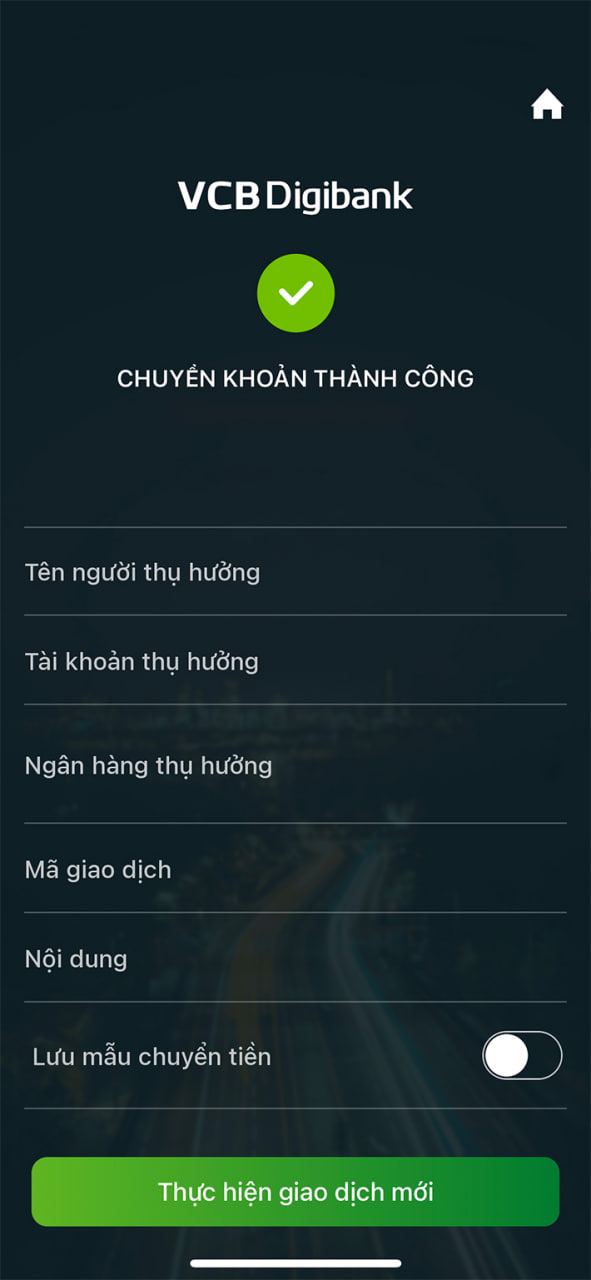 VCB Digibank
CHUYỂN KHOẢN THÀNH CÔNG
Tên người thụ hưởng
Tài khoản thụ hưởng
Ngân hàng thụ hưởng
Mã giao dịch
Nội dung
Lưu mẫu chuyển tiền
Thực hiện giao dịch mới